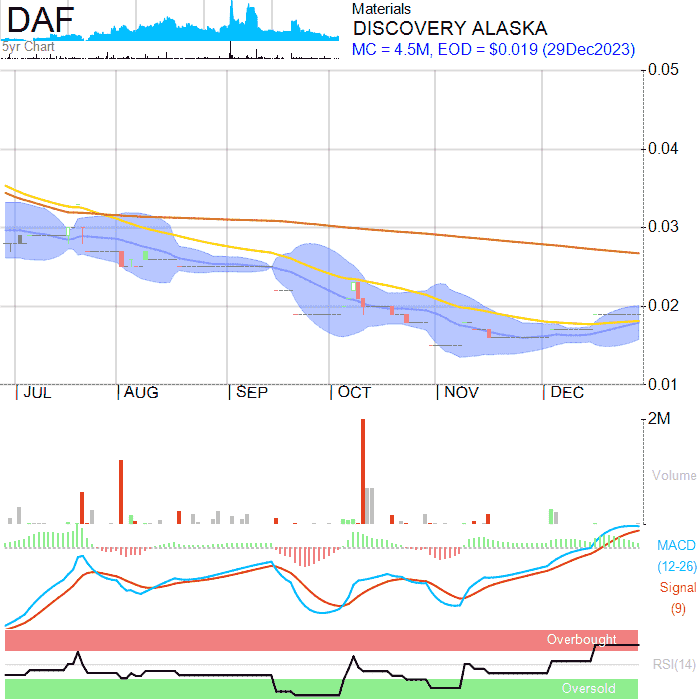 DAF
5yr Chart
Materials
DISCOVERY ALASKA
MC = 4.5M, EOD = $0.019 (29Dec2023)
0.05
0.04
0.03
0.02
0.01
JUL AUG SEP OCT NOV DEC
2M
Volume
MACD
(12-26)
Signal
(9)
Overbought
RSI(14)
Oversold